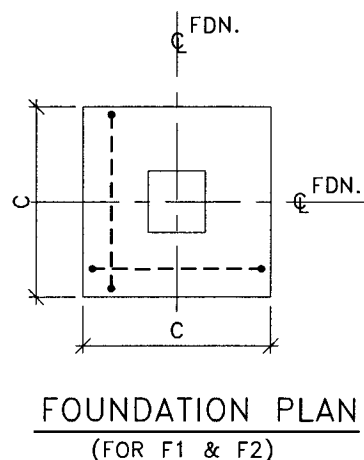 ℄ FDN.
C
℄ FDN.
C
FOUNDATION PLAN
(FOR F1 & F2)